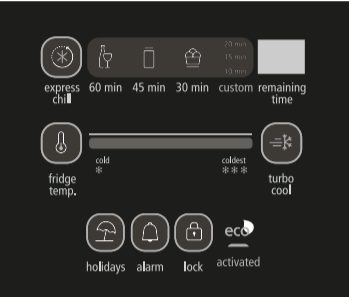 20 min
15 min
10 min
express chill
60 min 45 min 30 min custom
remaining time
cold
coldest
fridge temp.
turbo cool
eco
holidays alarm lock activated